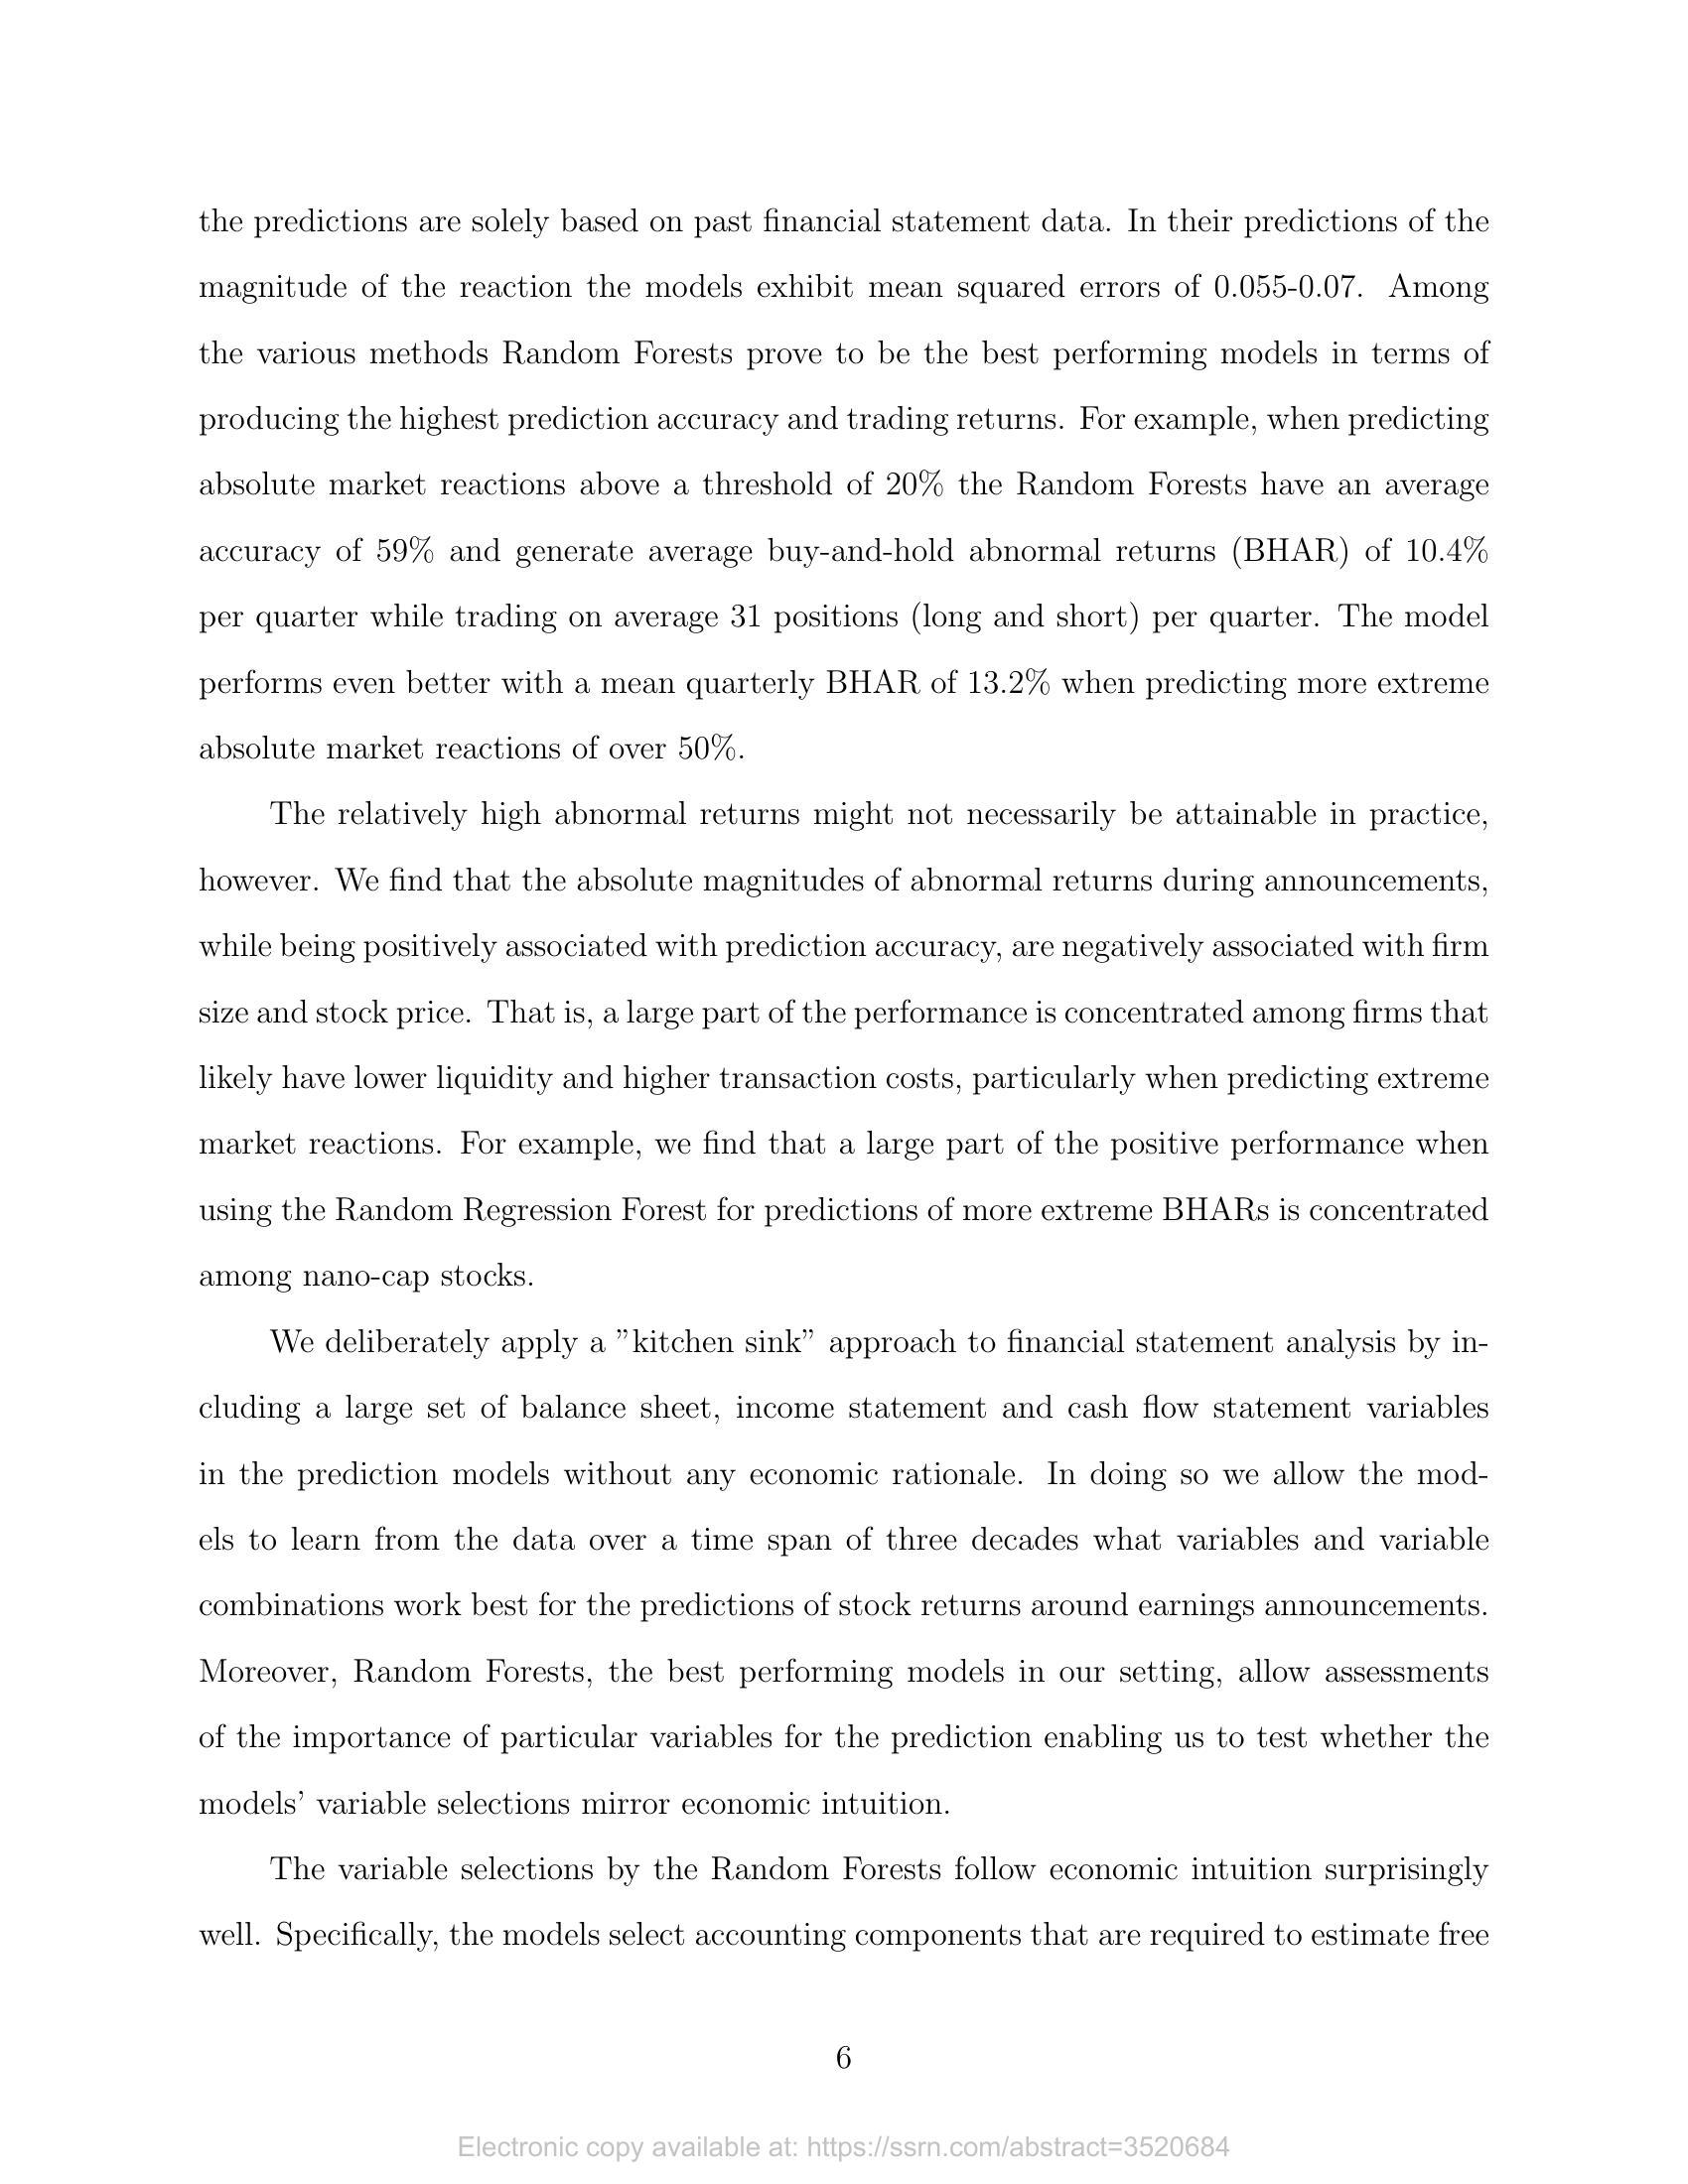 the predictions are solely based on past financial statement data. In their predictions of the
magnitude of the reaction the models exhibit mean squared errors of 0.055-0.07. Among
the various methods Random Forests prove to be the best performing models in terms of
producing the highest prediction accuracy and trading returns. For example, when predicting
absolute market reactions above a threshold of 20% the Random Forests have an average
accuracy of 59% and generate average buy-and-hold abnormal returns (BHAR) of 10.4%
per quarter while trading on average 31 positions (long and short) per quarter. The model
performs even better with a mean quarterly BHAR of 13.2% when predicting more extreme
absolute market reactions of over 50%.
The relatively high abnormal returns might not necessarily be attainable in practice,
however. We find that the absolute magnitudes of abnormal returns during announcements,
while being positively associated with prediction accuracy, are negatively associated with firm
size and stock price. That is, a large part of the performance is concentrated among firms that
likely have lower liquidity and higher transaction costs, particularly when predicting extreme
market reactions. For example, we find that a large part of the positive performance when
using the Random Regression Forest for predictions of more extreme BHARs is concentrated
among nano-cap stocks.
We deliberately apply a ”kitchen sink” approach to financial statement analysis by in-
cluding a large set of balance sheet, income statement and cash flow statement variables
in the prediction models without any economic rationale. In doing so we allow the mod-
els to learn from the data over a time span of three decades what variables and variable
combinations work best for the predictions of stock returns around earnings announcements.
Moreover, Random Forests, the best performing models in our setting, allow assessments
of the importance of particular variables for the prediction enabling us to test whether the
models’ variable selections mirror economic intuition.
The variable selections by the Random Forests follow economic intuition surprisingly
well. Specifically, the models select accounting components that are required to estimate free
6
Electronic copy available at: https://ssrn.com/abstract=3520684